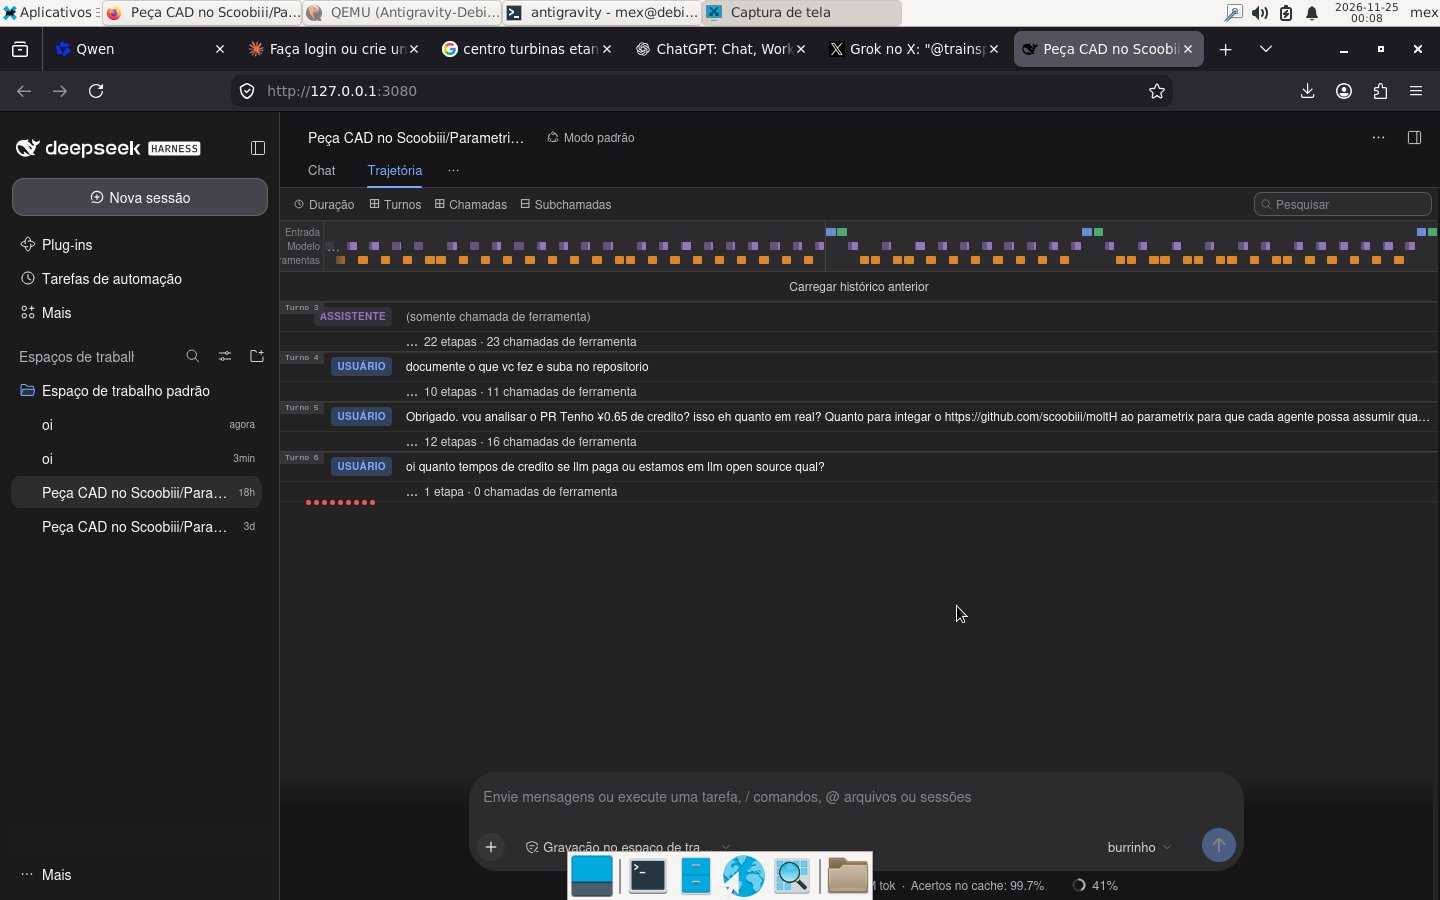 Aplicativos
Peça CAD no Scoobiii/Pa...
QEMU (Antigravity-Debi...
antigravity - mex@debi...
Captura de tela
2026-11-25
00:08
mex
Qwen
Faça login ou crie un
centro turbinas etan
ChatGPT: Chat, Work
Grok no X: "@transp
Peça CAD no Scoobii
http://127.0.0.1:3080
deepseek HARNESS
Nova sessão
Plug-ins
Tarefas de automação
Mais
Espaços de trabal
Espaço de trabalho padrão
oi agora
oi 3min
Peça CAD no Scoobiii/Para... 18h
Peça CAD no Scoobiii/Para... 3d
··· Mais
Peça CAD no Scoobiii/Parametri...
Modo padrão
Chat Trajetória ···
Duração Turnos Chamadas Subchamadas
Pesquisar
Entrada
Modelo ...
ramentas
Carregar histórico anterior
Turno 3
ASSISTENTE (somente chamada de ferramenta)
... 22 etapas · 23 chamadas de ferramenta
Turno 4
USUÁRIO documente o que vc fez e suba no repositorio
... 10 etapas · 11 chamadas de ferramenta
Turno 5
USUÁRIO Obrigado. vou analisar o PR Tenho ¥0.65 de credito? isso eh quanto em real? Quanto para integar o https://github.com/scoobiii/moltH ao parametrix para que cada agente possa assumir qua...
... 12 etapas · 16 chamadas de ferramenta
Turno 6
USUÁRIO oi quanto tempos de credito se llm paga ou estamos em llm open source qual?
... 1 etapa · 0 chamadas de ferramenta
Envie mensagens ou execute uma tarefa, / comandos, @ arquivos ou sessões
Gravação no espaço de tra...
burrinho
tok · Acertos no cache: 99.7% 41%